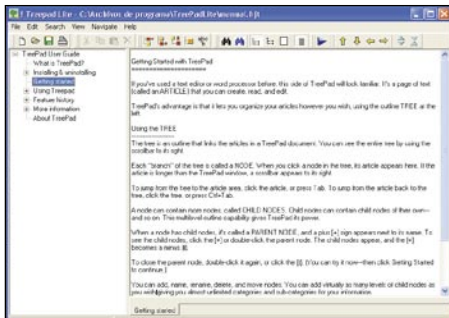 Treepad Lite - C:\Archivos de programa\TreePadLite\
File Edit Search View Navigate Help
TreePad User Guide
What is TreePad?
Installing & uninstalling
Getting started
Using Treepad
Feature history
More information
About TreePad
Getting Started with TreePad
If you've used a text editor or word processor before, this side of TreePad will look familiar. It's a page of text
(called an ARTICLE) that you can create, read, and edit.
TreePad's advantage is that it lets you organize your articles however you wish, using the outline TREE at the
left.
Using the TREE
The tree is an outline that links the articles in a TreePad document. You can see the entire tree by using the
scrollbar to its right.
Each "branch" of the tree is called a NODE. When you click a node in the tree, its article appears here. If the
article is longer than the TreePad window, a scrollbar appears to its right.
To jump from the tree to the article area, click the article, or press Tab. To jump from the article back to the
tree, click the tree, or press Ctrl+Tab.
A node can contain more nodes, called CHILD NODES. Child nodes can contain child nodes of their own--
and so on. This multilevel outline capability gives TreePad its power.
When a node has child nodes, it's called a PARENT NODE, and a plus [+] sign appears next to its name. To
see the child nodes, click the [+] or double-click the parent node. The child nodes appear, and the [+]
becomes a minus [-].
To close the parent node, double-click it again, or click the [-]. (You can try it now--then click Getting Started
to continue.)
You can add, name, rename, delete, and move nodes. You can add virtually as many levels of child nodes as
you wish giving you almost unlimited categories and sub-categories for your information.
Getting started